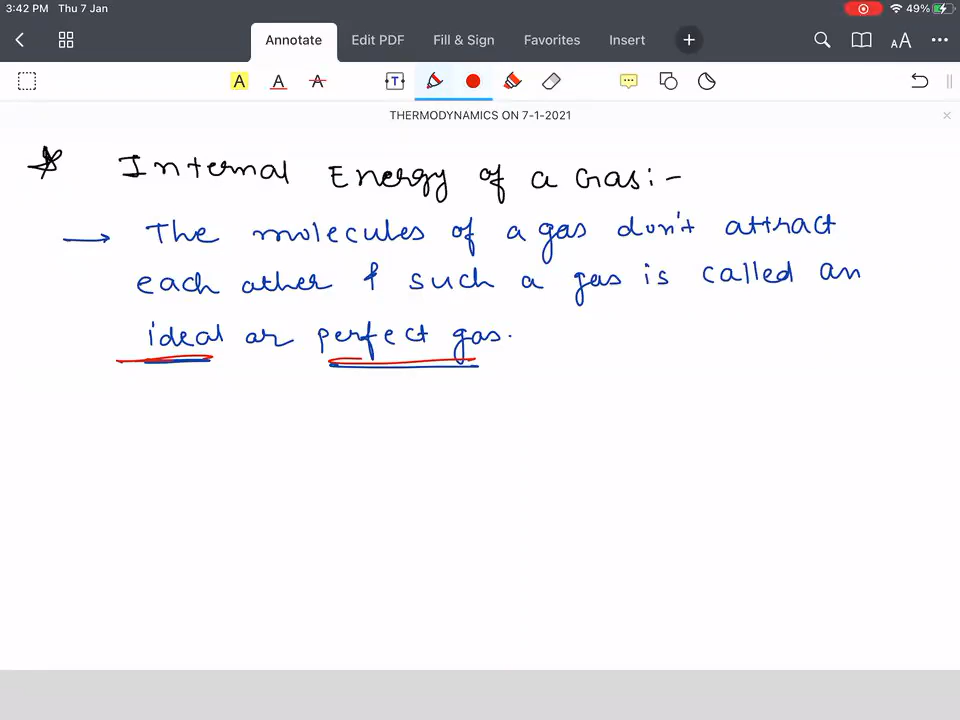 3:42 PM Thu 7 Jan 49%
Annotate Edit PDF Fill & Sign Favorites Insert +
AA
A A A T
THERMODYNAMICS ON 7-1-2021
Internal Energy of a Gas:-
→ The molecules of a gas don't attract
each other & such a gas is called an
ideal or perfect gas.